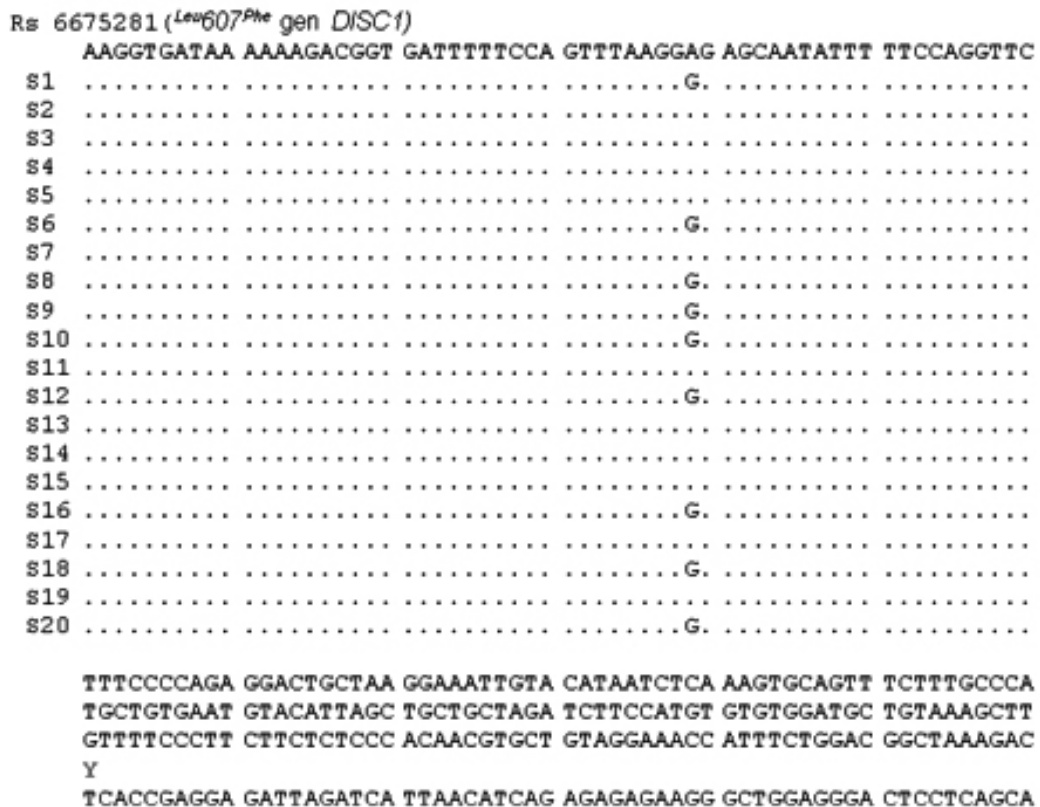 Rs 6675281 (Leu607Phe gen DISC1)
AAGGTGATAA AAAAGACGGT GATTTTTCCA GTTTAAGGAG AGCAATATTT TTCCAGGTTC
S1 .......... .......... .......... ........G. .......... ..........
S2 .......... .......... .......... .......... .......... ..........
S3 .......... .......... .......... .......... .......... ..........
S4 .......... .......... .......... .......... .......... ..........
S5 .......... .......... .......... .......... .......... ..........
S6 .......... .......... .......... ........G. .......... ..........
S7 .......... .......... .......... .......... .......... ..........
S8 .......... .......... .......... ........G. .......... ..........
S9 .......... .......... .......... ........G. .......... ..........
S10 .......... .......... .......... ........G. .......... ..........
S11 .......... .......... .......... .......... .......... ..........
S12 .......... .......... .......... ........G. .......... ..........
S13 .......... .......... .......... .......... .......... ..........
S14 .......... .......... .......... .......... .......... ..........
S15 .......... .......... .......... .......... .......... ..........
S16 .......... .......... .......... ........G. .......... ..........
S17 .......... .......... .......... .......... .......... ..........
S18 .......... .......... .......... ........G. .......... ..........
S19 .......... .......... .......... .......... .......... ..........
S20 .......... .......... .......... ........G. .......... ..........
TTTCCCCAGA GGACTGCTAA GGAAATTGTA CATAATCTCA AAGTGCAGTT TCTTTGCCCA
TGCTGTGAAT GTACATTAGC TGCTGCTAGA TCTTCCATGT GTGTGGATGC TGTAAAGCTT
GTTTTCCCTT CTTCTCTCCC ACAACGTGCT GTAGGAAACC ATTTCTGGAC GGCTAAAGAC
Y
TCACCGAGGA GATTAGATCA TTAACATCAG AGAGAGAAGG GCTGGAGGGA CTCCTCAGCA